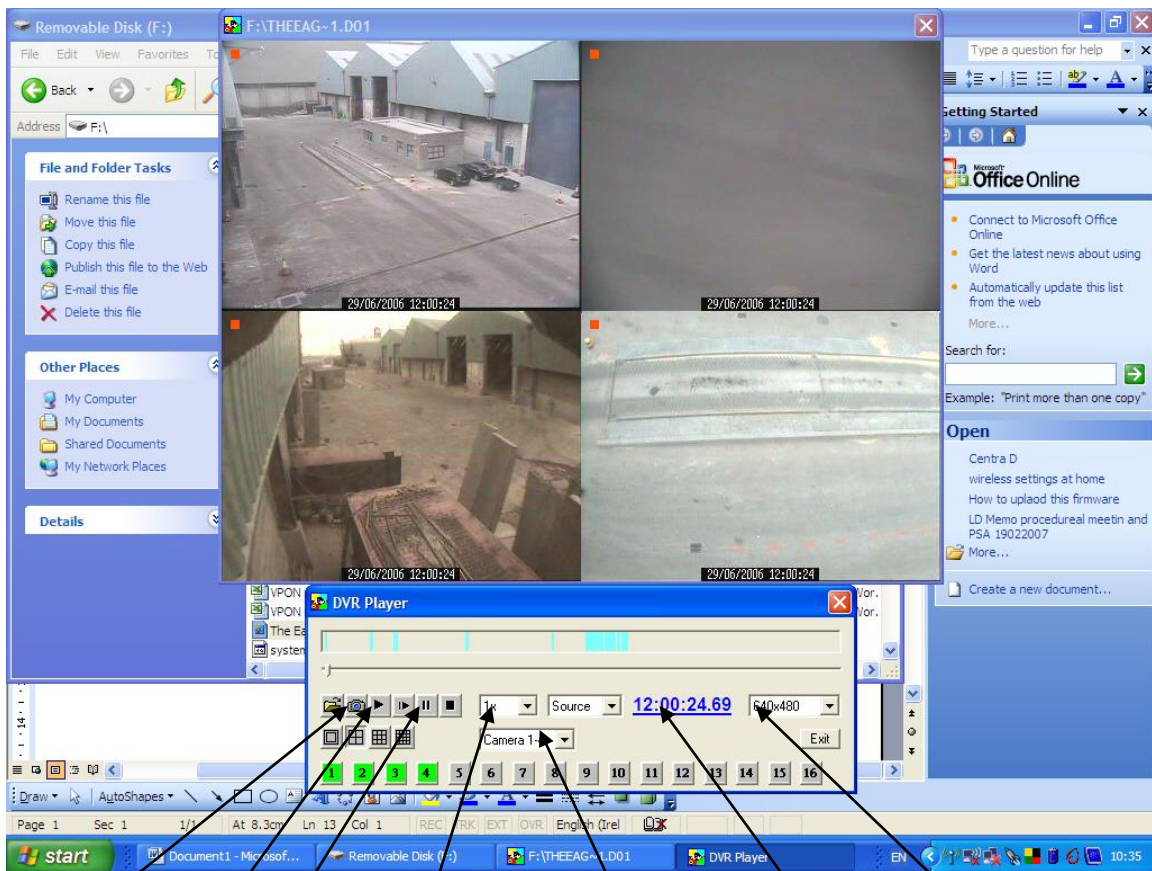 Removable Disk (F:)
F:\THEEAG~1.D01
File Edit View Favorites
Type a question for help
Back
Address F:\
Getting Started
File and Folder Tasks
Rename this file
Move this file
Copy this file
Publish this file to the Web
E-mail this file
Delete this file
Other Places
My Computer
My Documents
Shared Documents
My Network Places
Details
29/06/2006 12:00:24
29/06/2006 12:00:24
29/06/2006 12:00:24
29/06/2006 12:00:24
Microsoft
Office Online
Connect to Microsoft Office
Online
Get the latest news about using
Word
Automatically update this list
from the web
More...
Search for:
Example: "Print more than one copy"
Open
Centra D
wireless settings at home
How to uplaod this firmware
LD Memo procedureal meetin and
PSA 19022007
More...
Create a new document...
VPON
VPON
The Ea
system
DVR Player
1x Source 12:00:24.69 640x480
Camera 1- Exit
1 2 3 4 5 6 7 8 9 10 11 12 13 14 15 16
Draw AutoShapes
Page 1 Sec 1 1/1 At 8.3cm Ln 13 Col 1 REC TRK EXT OVR English (Irel
start Document1 - Microsof... Removable Disk (F:) F:\THEEAG~1.D01 DVR Player EN 10:35